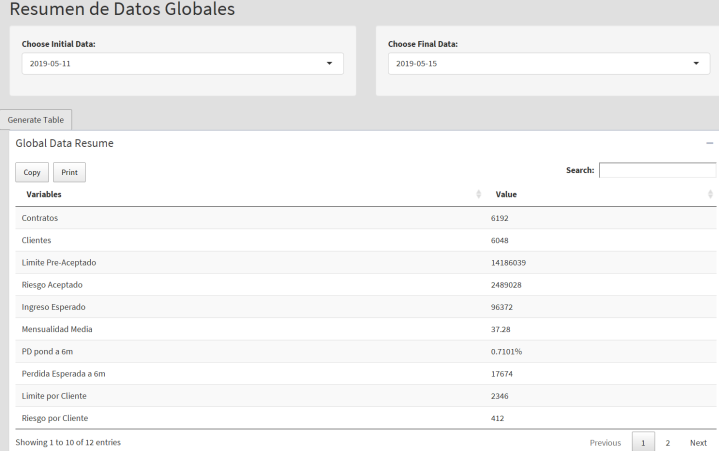 Resumen de Datos Globales
Choose Initial Data: Choose Final Data:
2019-05-11 2019-05-15
Generate Table
Global Data Resume
Copy Print Search:
Variables Value
Contratos 6192
Clientes 6048
Limite Pre-Aceptado 14186039
Riesgo Aceptado 2489028
Ingreso Esperado 96372
Mensualidad Media 37.28
PD pond a 6m 0.7101%
Perdida Esperada a 6m 17674
Limite por Cliente 2346
Riesgo por Cliente 412
Showing 1 to 10 of 12 entries Previous 1 2 Next